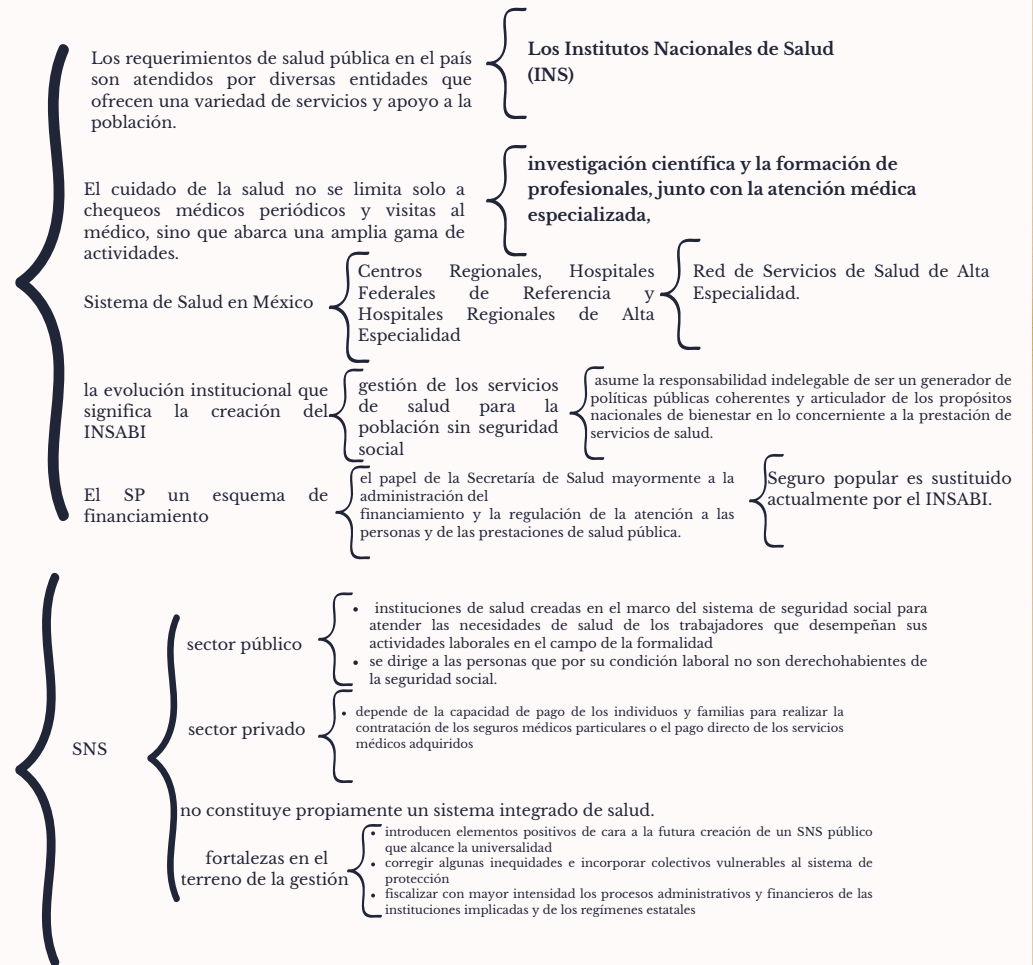 Los requerimientos de salud pública en el país
son atendidos por diversas entidades que
ofrecen una variedad de servicios y apoyo a la
población.
Los Institutos Nacionales de Salud
(INS)
El cuidado de la salud no se limita solo a
chequeos médicos periódicos y visitas al
médico, sino que abarca una amplia gama de
actividades.
investigación científica y la formación de
profesionales, junto con la atención médica
especializada,
Sistema de Salud en México
Centros Regionales, Hospitales
Federales de Referencia y
Hospitales Regionales de Alta
Especialidad
Red de Servicios de Salud de Alta
Especialidad.
la evolución institucional que
significa la creación del
INSABI
gestión de los servicios
de salud para la
población sin seguridad
social
asume la responsabilidad indelegable de ser un generador de
políticas públicas coherentes y articulador de los propósitos
nacionales de bienestar en lo concerniente a la prestación de
servicios de salud.
El SP un esquema de
financiamiento
el papel de la Secretaría de Salud mayormente a la
administración del
financiamiento y la regulación de la atención a las
personas y de las prestaciones de salud pública.
Seguro popular es sustituido
actualmente por el INSABI.
SNS
sector público
• instituciones de salud creadas en el marco del sistema de seguridad social para
atender las necesidades de salud de los trabajadores que desempeñan sus
actividades laborales en el campo de la formalidad
• se dirige a las personas que por su condición laboral no son derechohabientes de
la seguridad social.
sector privado
• depende de la capacidad de pago de los individuos y familias para realizar la
contratación de los seguros médicos particulares o el pago directo de los servicios
médicos adquiridos
no constituye propiamente un sistema integrado de salud.
fortalezas en el
terreno de la gestión
• introducen elementos positivos de cara a la futura creación de un SNS público
que alcance la universalidad
• corregir algunas inequidades e incorporar colectivos vulnerables al sistema de
protección
• fiscalizar con mayor intensidad los procesos administrativos y financieros de las
instituciones implicadas y de los regímenes estatales